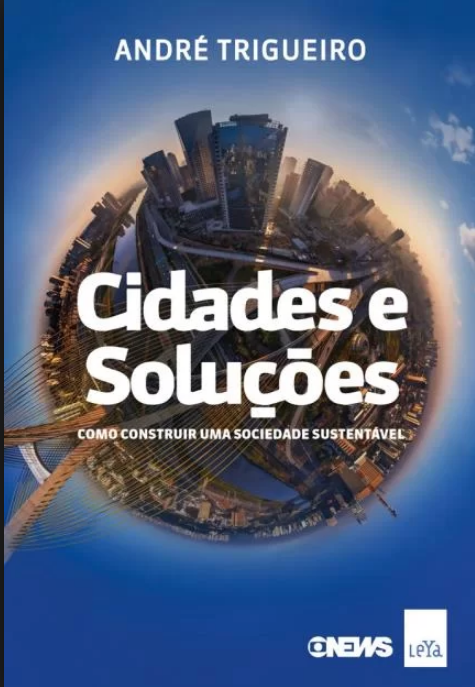 ANDRÉ TRIGUEIRO
Cidades e
Soluções
COMO CONSTRUIR UMA SOCIEDADE SUSTENTÁVEL
GNEWS
LeYa